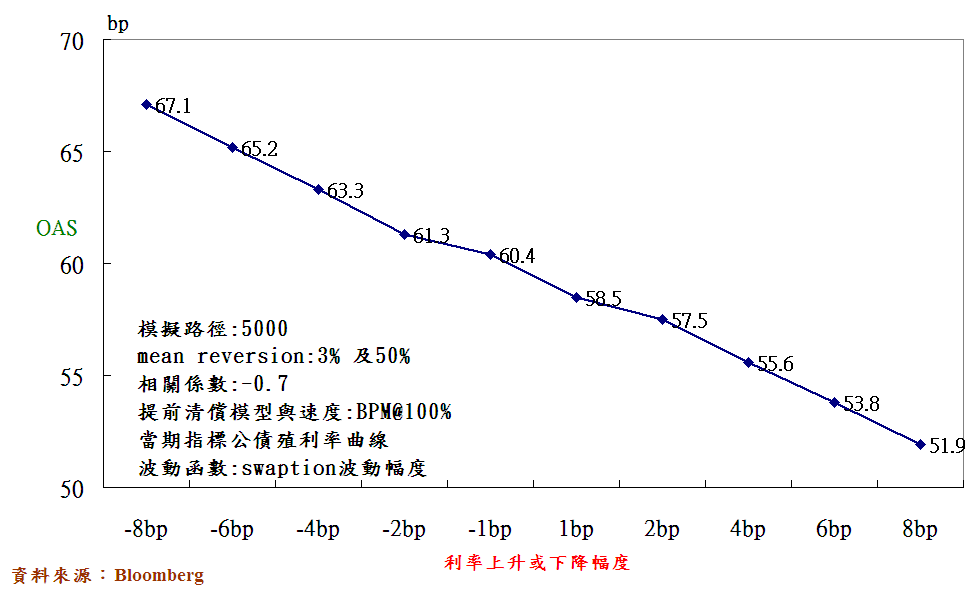 bp
70
67.1
65
65.2
63.3
OAS
61.3
60
60.4
58.5
57.5
模擬路徑:5000
mean reversion:3% 及50%
相關係數:-0.7
提前清償模型與速度:BPM@100%
當期指標公債殖利率曲線
波動函數:swaption波動幅度
55
55.6
53.8
51.9
50
-8bp -6bp -4bp -2bp -1bp 1bp 2bp 4bp 6bp 8bp
利率上升或下降幅度
資料來源：Bloomberg